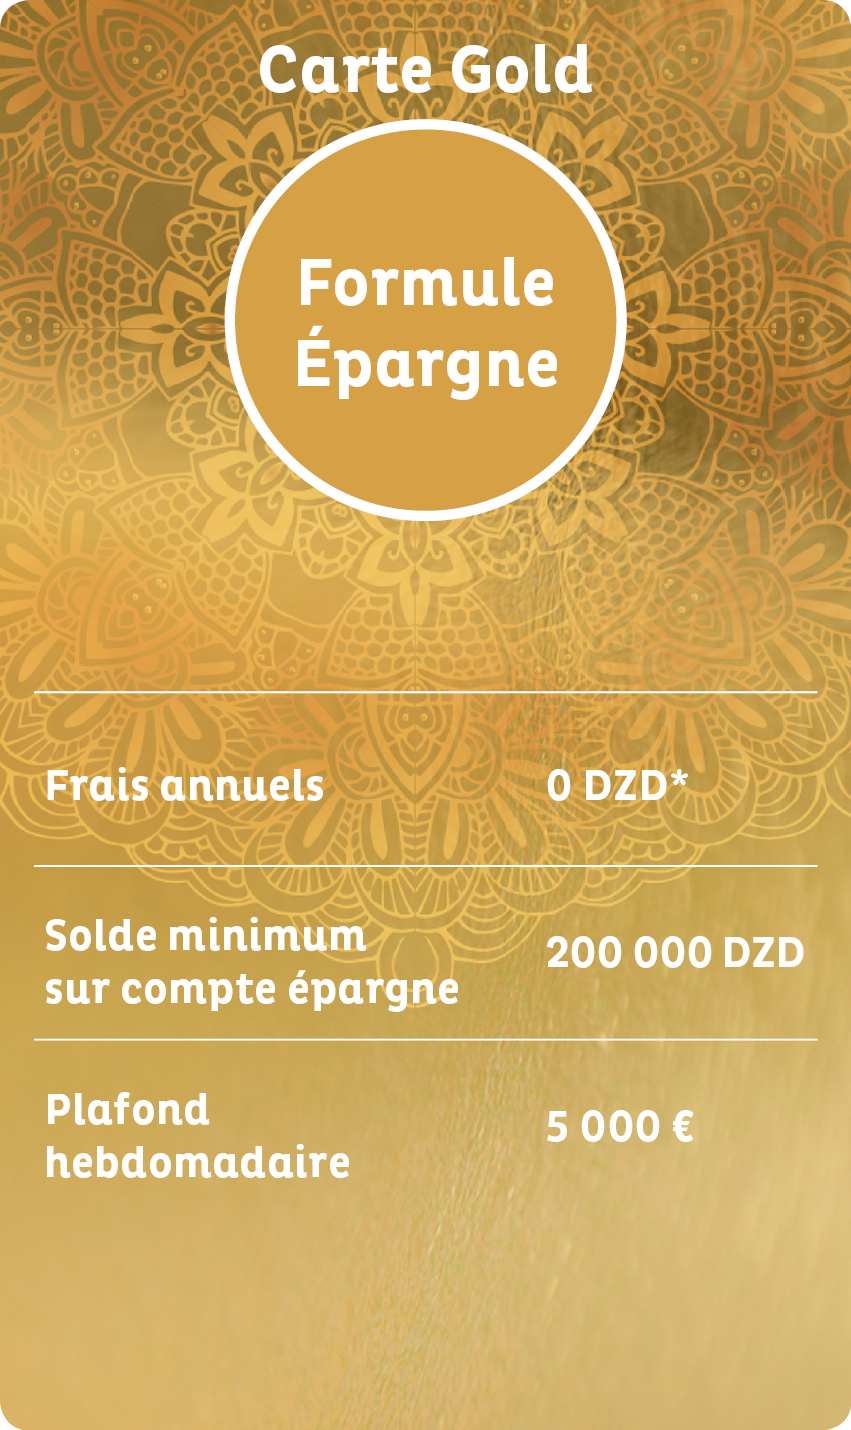 Carte Gold
Formule
Épargne
Frais annuels
0 DZD*
Solde minimum
sur compte épargne
200 000 DZD
Plafond
hebdomadaire
5 000 €